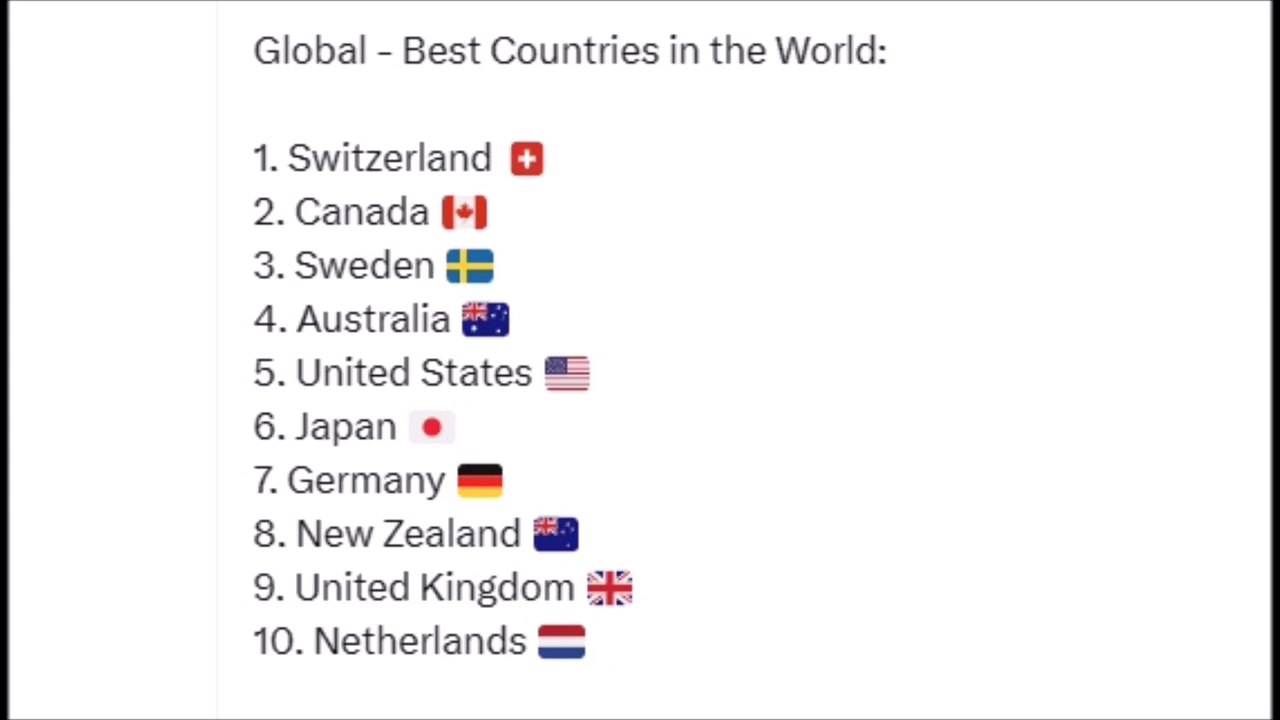 Global - Best Countries in the World:
1. Switzerland 🇨🇭
2. Canada 🇨🇦
3. Sweden 🇸🇪
4. Australia 🇦🇺
5. United States 🇺🇸
6. Japan 🇯🇵
7. Germany 🇩🇪
8. New Zealand 🇳🇿
9. United Kingdom 🇬🇧
10. Netherlands 🇳🇱